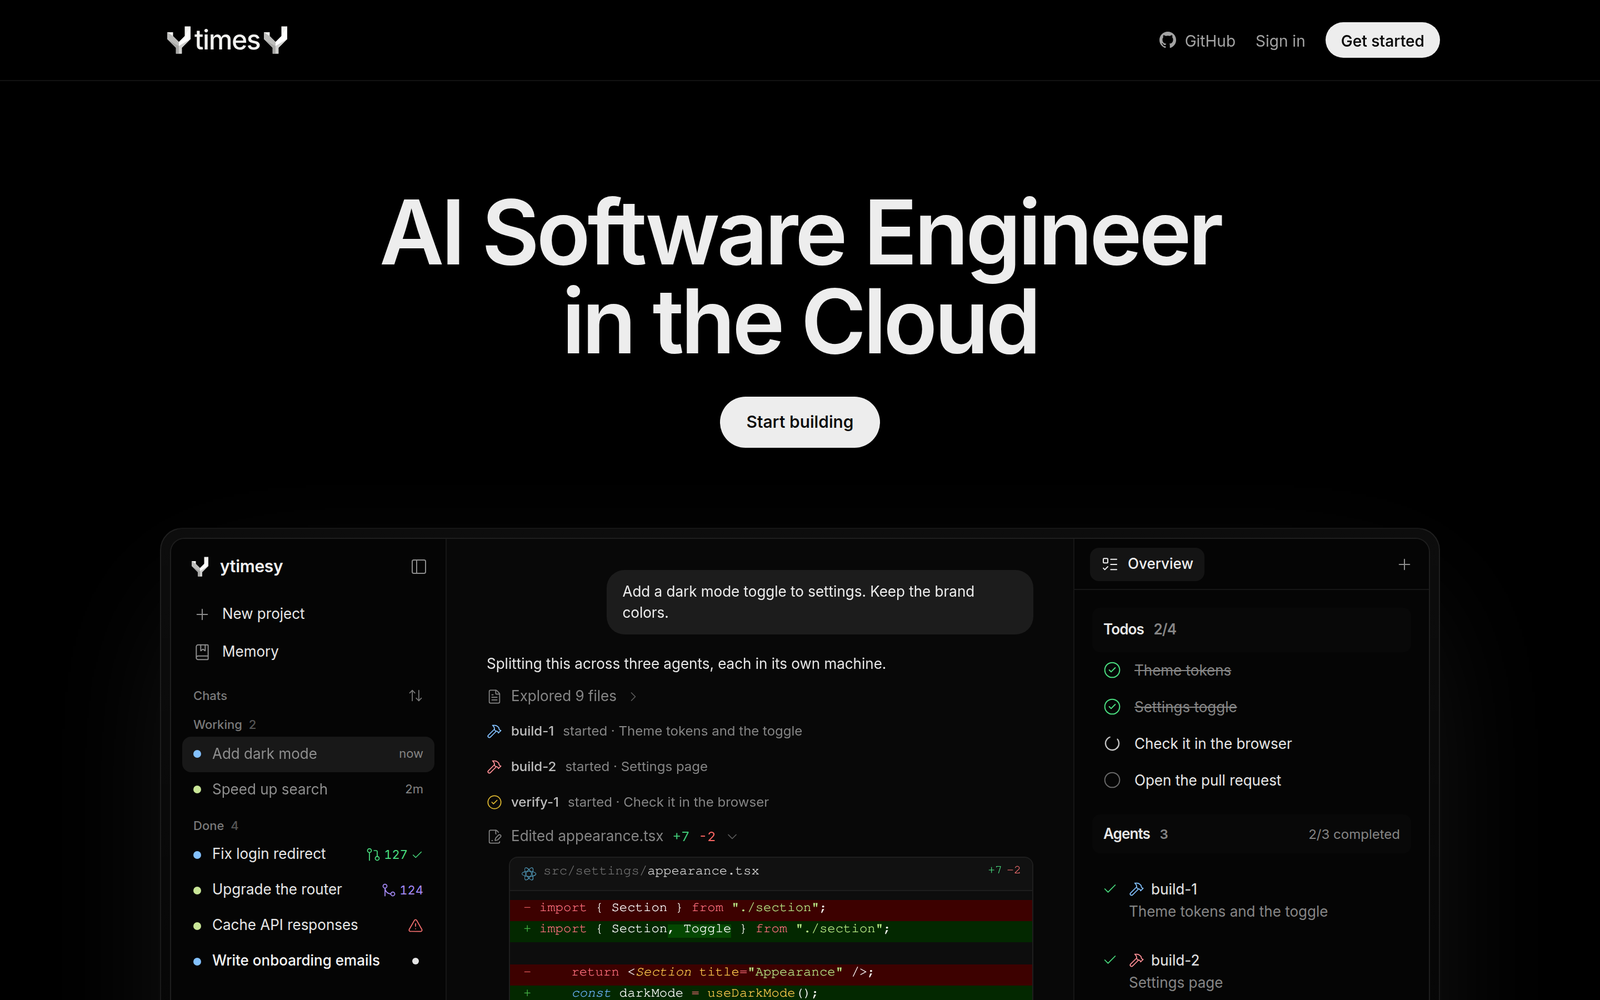 times
GitHub
Sign in
Get started
AI Software Engineer
in the Cloud
Start building
ytimesy
New project
Memory
Chats
Working 2
Add dark mode now
Speed up search 2m
Done 4
Fix login redirect 127
Upgrade the router 124
Cache API responses
Write onboarding emails
Add a dark mode toggle to settings. Keep the brand
colors.
Splitting this across three agents, each in its own machine.
Explored 9 files
build-1 started · Theme tokens and the toggle
build-2 started · Settings page
verify-1 started · Check it in the browser
Edited appearance.tsx +7 -2
src/settings/appearance.tsx +7 -2
- import { Section } from "./section";
+ import { Section, Toggle } from "./section";
- return <Section title="Appearance" />;
+ const darkMode = useDarkMode();
Overview
Todos 2/4
Theme tokens
Settings toggle
Check it in the browser
Open the pull request
Agents 3 2/3 completed
build-1
Theme tokens and the toggle
build-2
Settings page